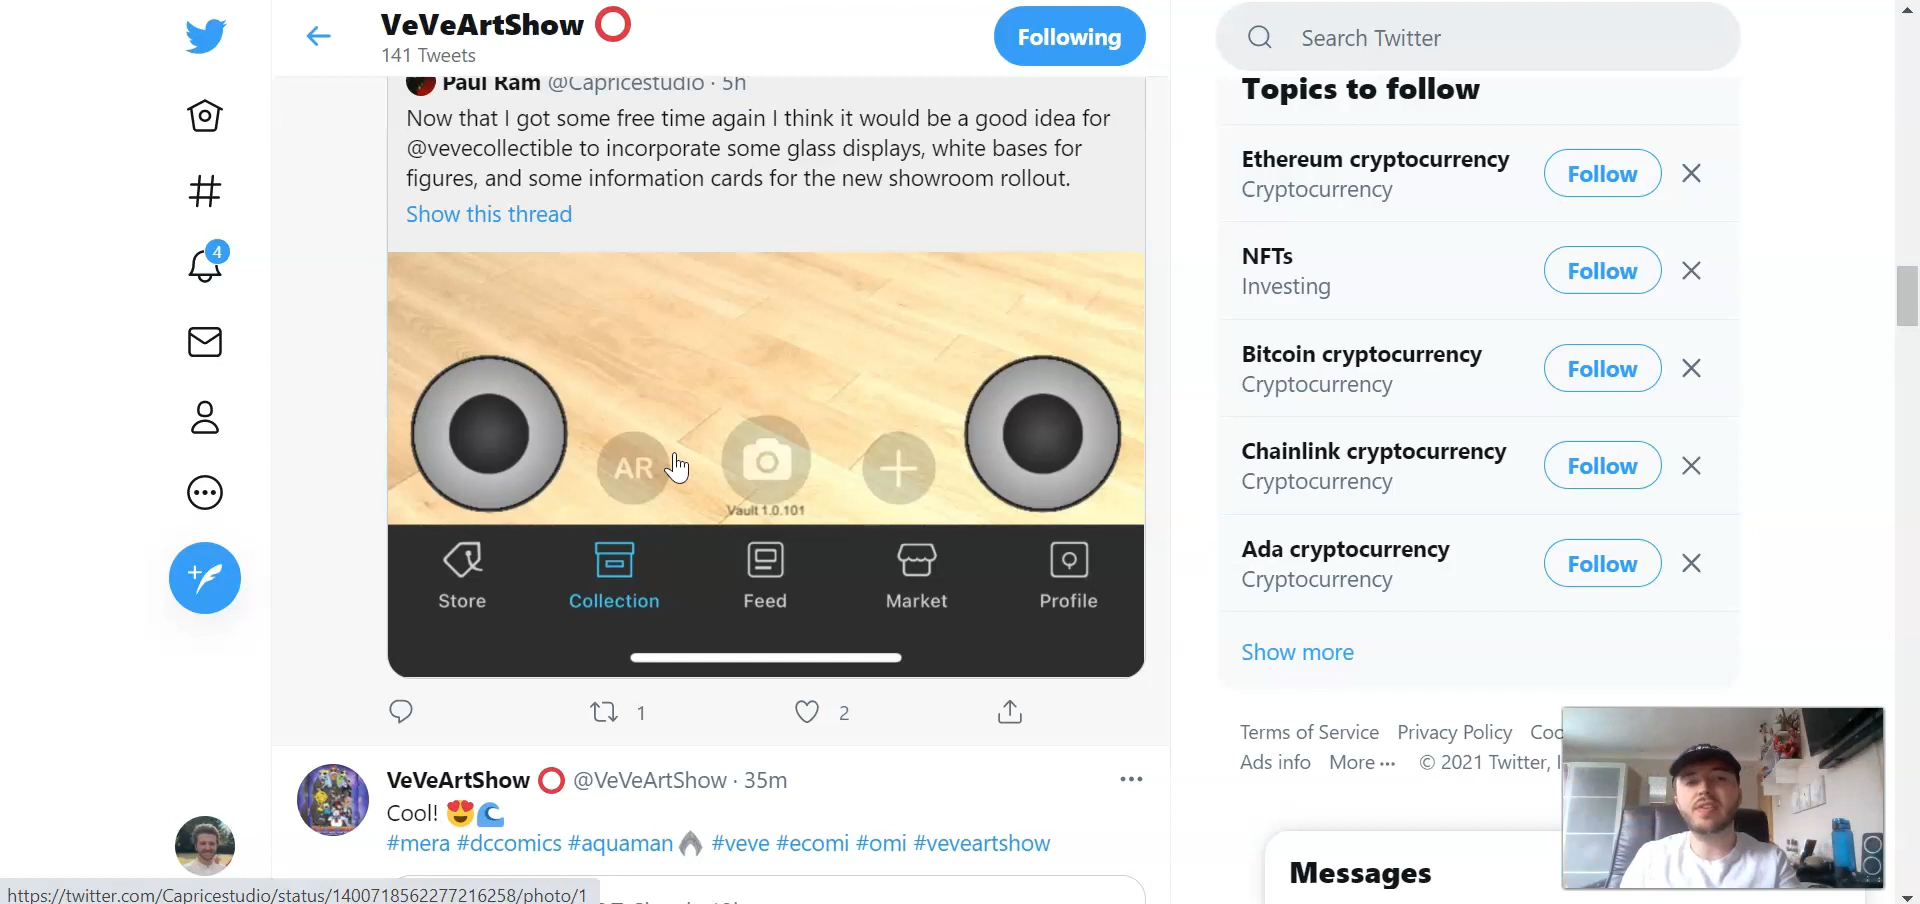 VeVeArtShow
141 Tweets
Following
Search Twitter
Paul Ram @Capricestudio · 5h
Now that I got some free time again I think it would be a good idea for
@vevecollectible to incorporate some glass displays, white bases for
figures, and some information cards for the new showroom rollout.
Show this thread
AR
Vault 1.0.101
Store
Collection
Feed
Market
Profile
1
2
VeVeArtShow @VeVeArtShow · 35m
Cool!
#mera #dccomics #aquaman #veve #ecomi #omi #veveartshow
4
Topics to follow
Ethereum cryptocurrency
Cryptocurrency
Follow
NFTs
Investing
Follow
Bitcoin cryptocurrency
Cryptocurrency
Follow
Chainlink cryptocurrency
Cryptocurrency
Follow
Ada cryptocurrency
Cryptocurrency
Follow
Show more
Terms of Service Privacy Policy
Ads info More ··· © 2021 Twitter,
Messages
https://twitter.com/Capricestudio/status/1400718562277216258/photo/1